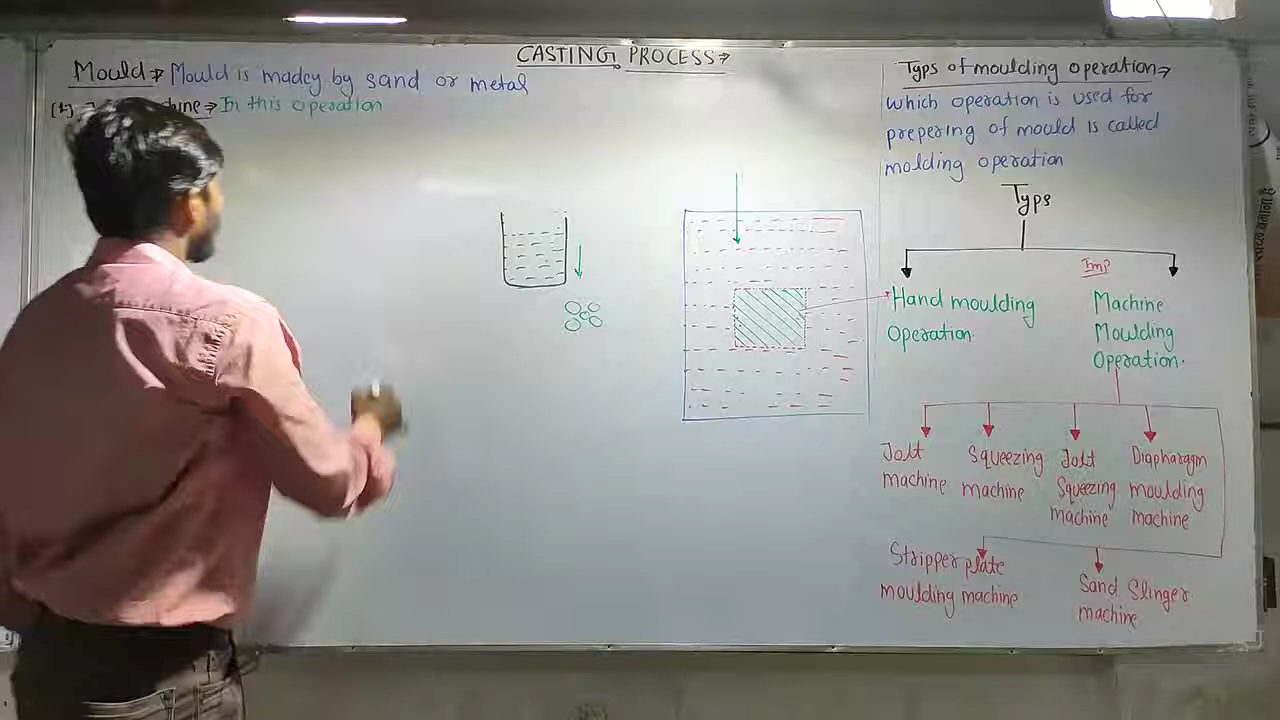 CASTING PROCESS→
Mould→ Mould is madey by sand or metal
In this operation
Typs of moulding operation→
which operation is used for
prepering of mould is called
molding operation
Typs
Imp
Hand moulding
Operation.
Machine
Moulding
Operation.
Jolt
machine
Squeezing
machine
Jolt
Squeezing
machine
Diapharagm
moulding
machine
Stripper plate
moulding machine
Sand Slinger
machine